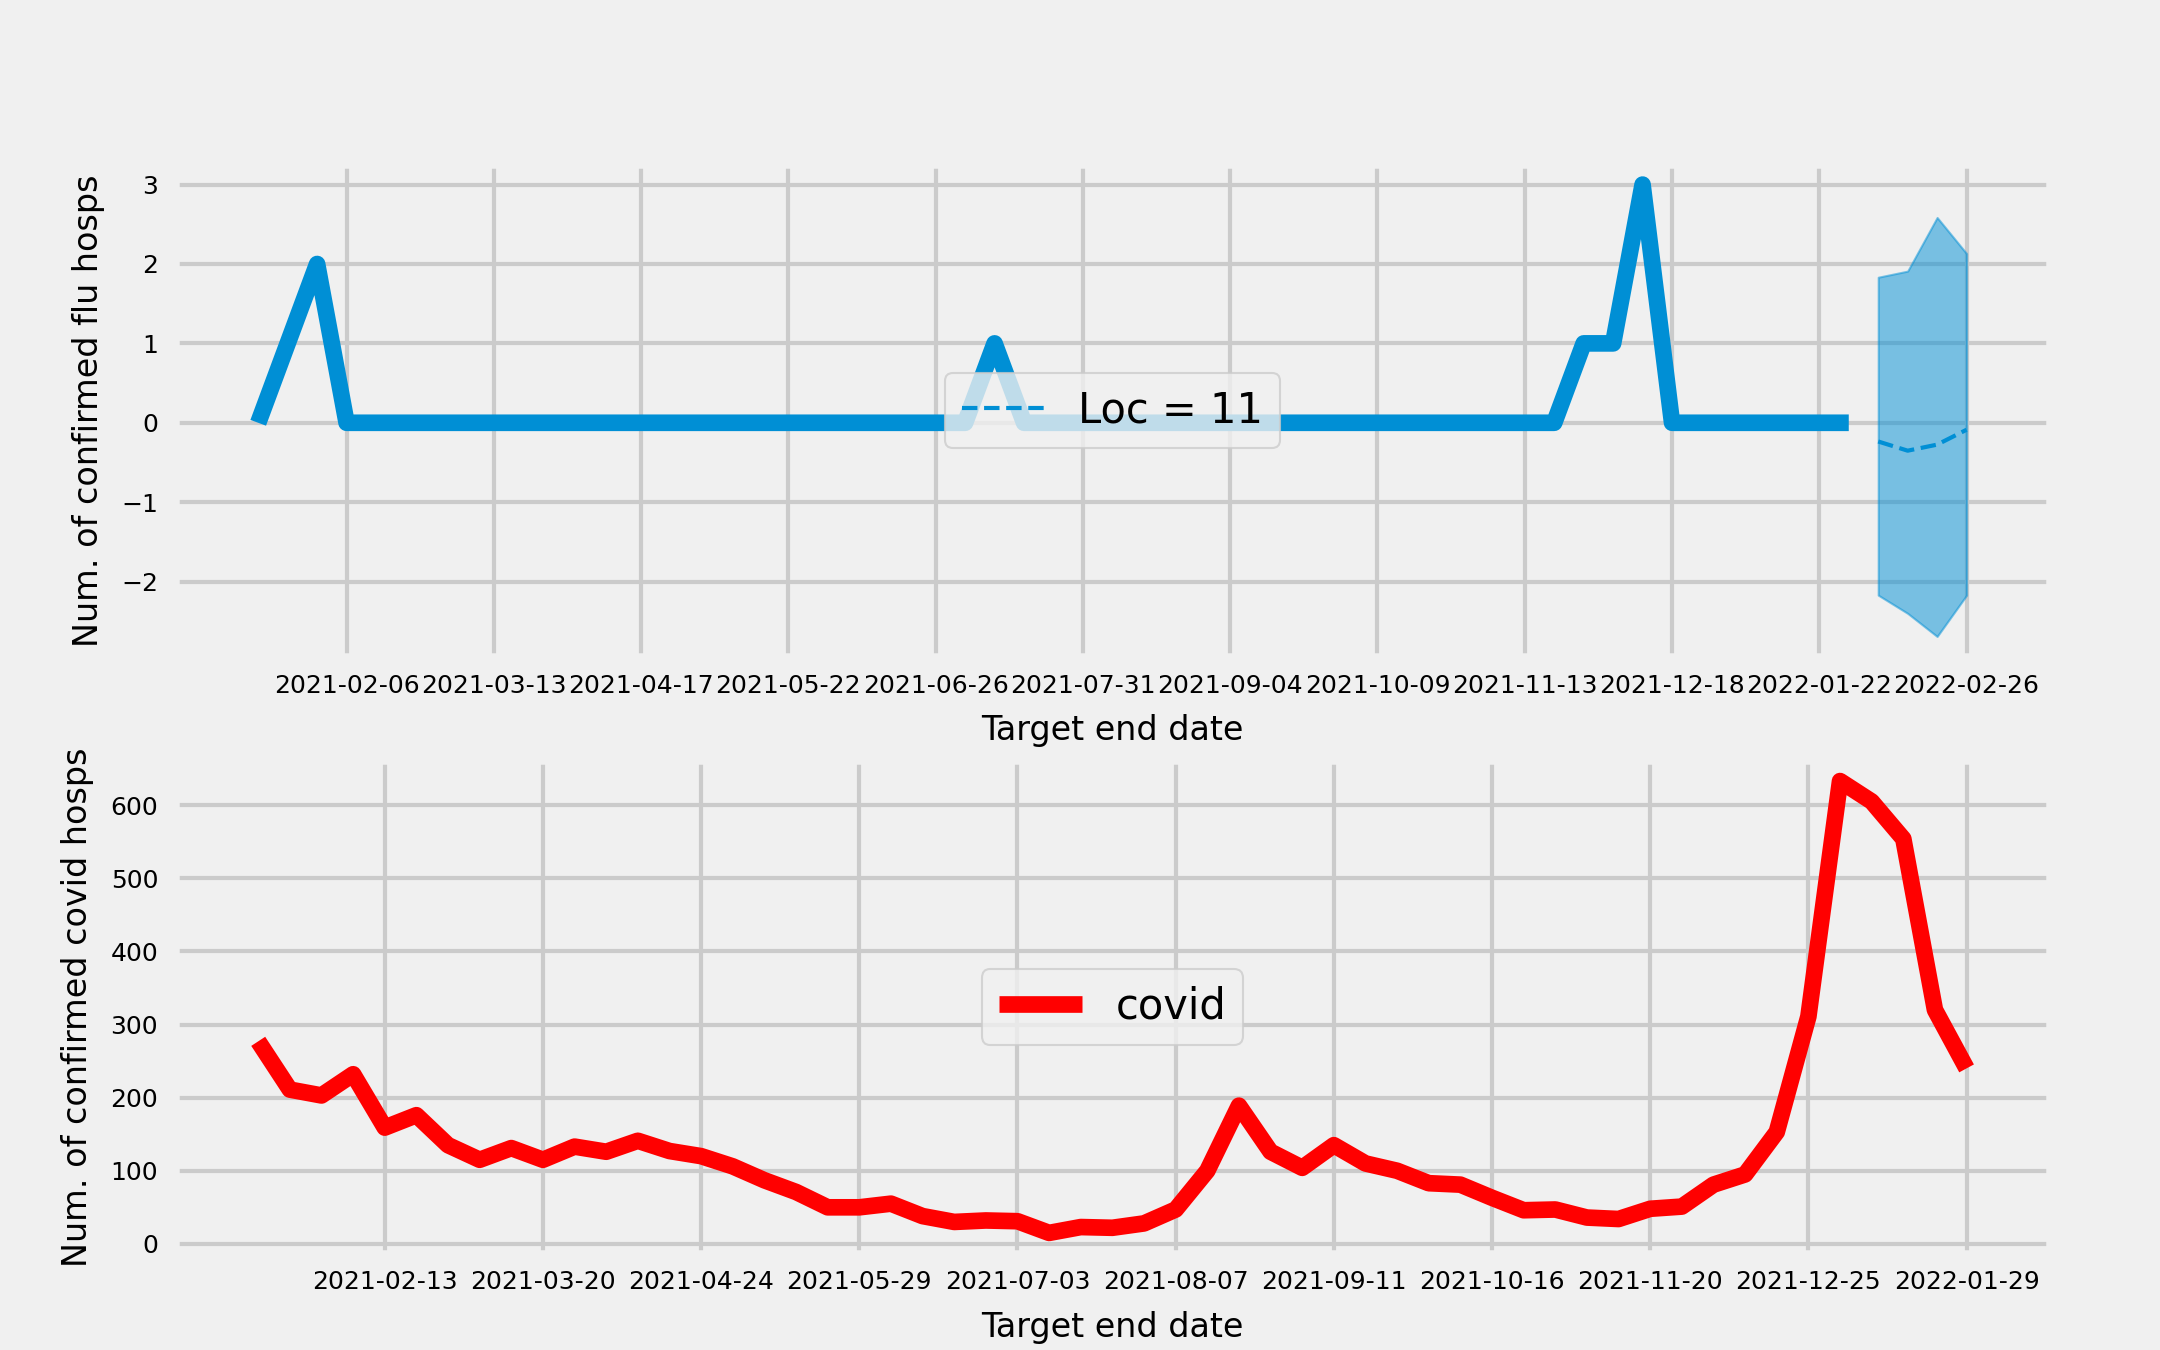 Num. of confirmed flu hosps
3
2
1
0
−1
−2
Loc = 11
2021-02-06 2021-03-13 2021-04-17 2021-05-22 2021-06-26 2021-07-31 2021-09-04 2021-10-09 2021-11-13 2021-12-18 2022-01-22 2022-02-26
Target end date
Num. of confirmed covid hosps
600
500
400
300
200
100
0
covid
2021-02-13 2021-03-20 2021-04-24 2021-05-29 2021-07-03 2021-08-07 2021-09-11 2021-10-16 2021-11-20 2021-12-25 2022-01-29
Target end date